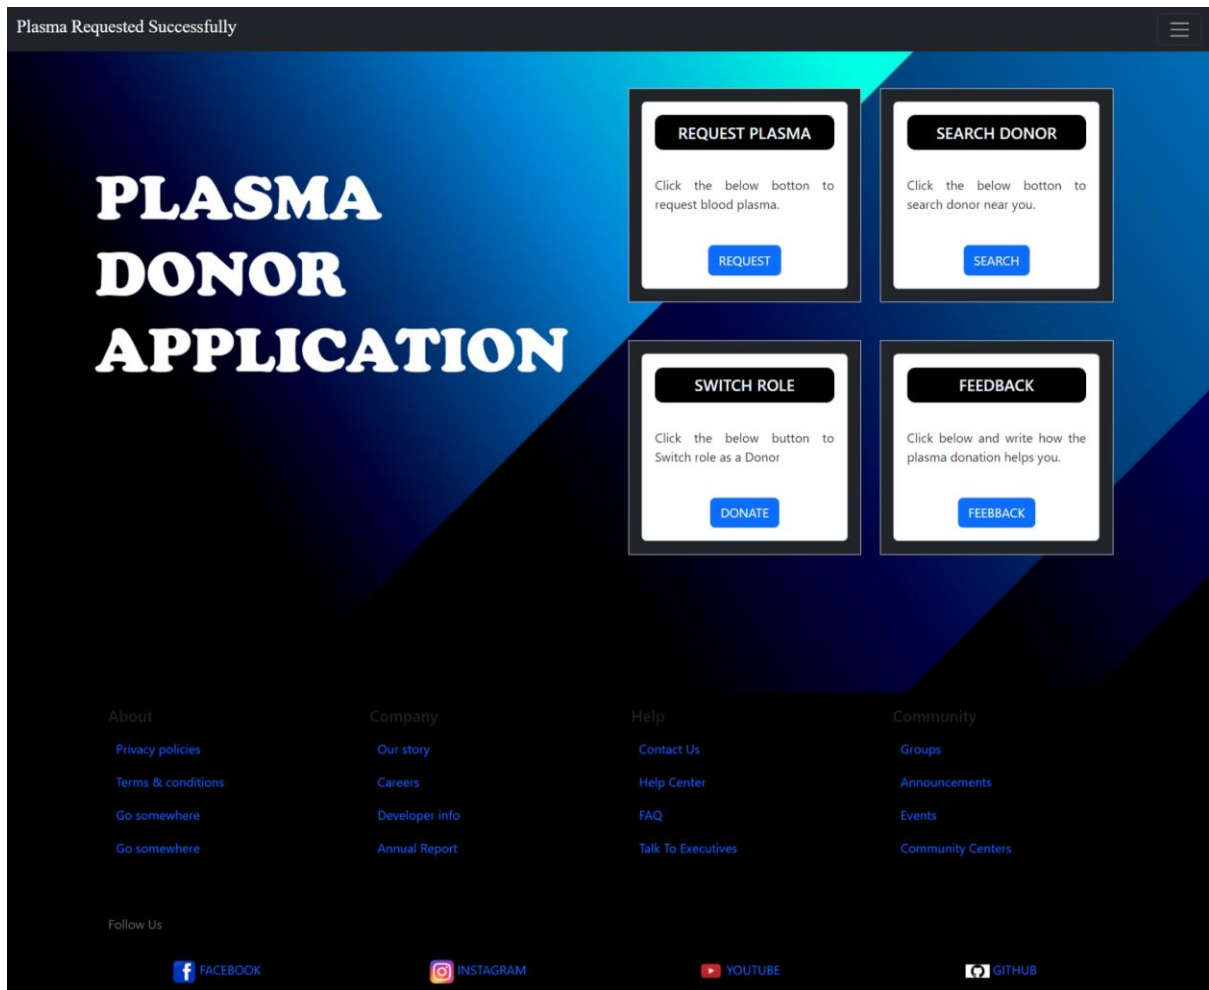 Plasma Requested Successfully
PLASMA
DONOR
APPLICATION
REQUEST PLASMA
Click the below botton to
request blood plasma.
REQUEST
SEARCH DONOR
Click the below botton to
search donor near you.
SEARCH
SWITCH ROLE
Click the below button to
Switch role as a Donor
DONATE
FEEDBACK
Click below and write how the
plasma donation helps you.
FEEBBACK
About
Privacy policies
Terms & conditions
Go somewhere
Go somewhere
Company
Our story
Careers
Developer info
Annual Report
Help
Contact Us
Help Center
FAQ
Talk To Executives
Community
Groups
Announcements
Events
Community Centers
Follow Us
FACEBOOK
INSTAGRAM
YOUTUBE
GITHUB